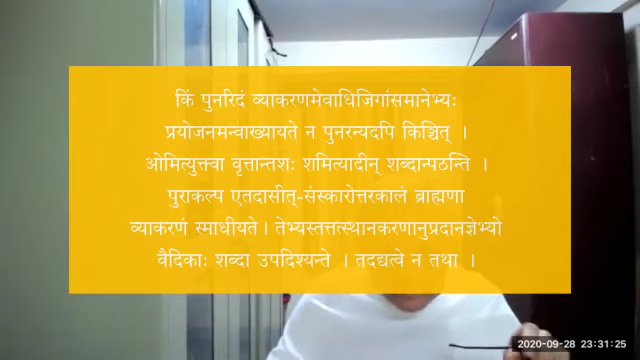 किं पुनरिदं व्याकरणमेवाधिजिगांसमानेभ्यः
प्रयोजनमन्वाख्यायते न पुनरन्यदपि किञ्चित् ।
ओमित्युक्त्वा वृत्तान्तशः शमित्यादीन् शब्दान्पठन्ति ।
पुराकल्प एतदासीत्-संस्कारोत्तरकालं ब्राह्मणा
व्याकरणं स्माधीयते । तेभ्यस्तत्तत्स्थानकरणानुप्रदानज्ञेभ्यो
वैदिकाः शब्दा उपदिश्यन्ते । तदद्यत्वे न तथा ।
2020-09-28 23:31:25